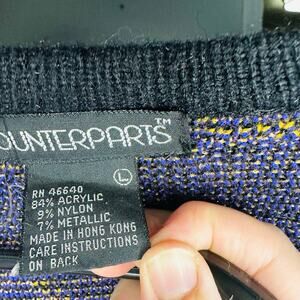 OUNTERPARTS™
L
RN 46640
84% ACRYLIC
9% NYLON
7% METALLIC
MADE IN HONG KONG
CARE INSTRUCTIONS
ON BACK